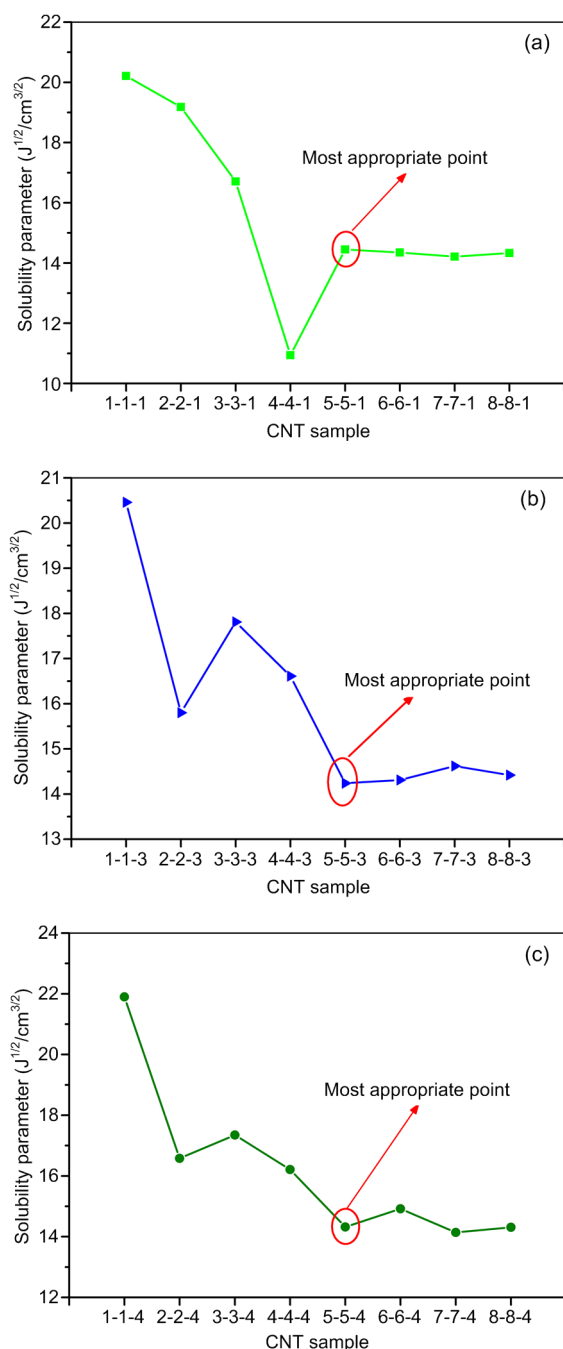 (a)
Solubility parameter (J^1/2/cm^3/2)
22
20
18
16
14
12
10
Most appropriate point
1-1-1 2-2-1 3-3-1 4-4-1 5-5-1 6-6-1 7-7-1 8-8-1
CNT sample
(b)
Solubility parameter (J^1/2/cm^3/2)
21
20
19
18
17
16
15
14
13
Most appropriate point
1-1-3 2-2-3 3-3-3 4-4-3 5-5-3 6-6-3 7-7-3 8-8-3
CNT sample
(c)
Solubility parameter (J^1/2/cm^3/2)
24
22
20
18
16
14
12
Most appropriate point
1-1-4 2-2-4 3-3-4 4-4-4 5-5-4 6-6-4 7-7-4 8-8-4
CNT sample